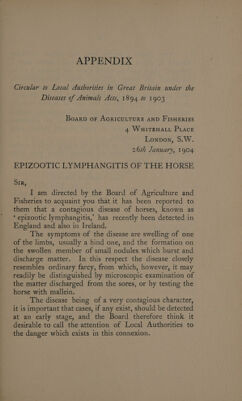 APPENDIX
Circular to Local Authorities in Great Britain under the
Diseases of Animals Acts, 1894 to 1903
Board of Agriculture and Fisheries
4 Whitehall Place
London, S.W.
26th January, 1904
EPIZOOTIC LYMPHANGITIS OF THE HORSE
Sir,
I am directed by the Board of Agriculture and
Fisheries to acquaint you that it has been reported to
them that a contagious disease of horses, known as
‘epizootic lymphangitis,’ has recently been detected in
England and also in Ireland.
The symptoms of the disease are swelling of one
of the limbs, usually a hind one, and the formation on
the swollen member of small nodules which burst and
discharge matter. In this respect the disease closely
resembles ordinary farcy, from which, however, it may
readily be distinguished by microscopic examination of
the matter discharged from the sores, or by testing the
horse with mallein.
The disease being of a very contagious character,
it is important that cases, if any exist, should be detected
at an early stage, and the Board therefore think it
desirable to call the attention of Local Authorities to
the danger which exists in this connexion.